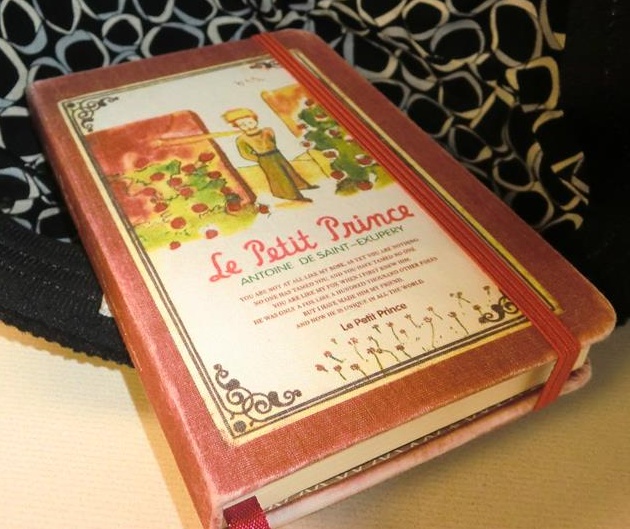 Le Petit Prince
ANTOINE DE SAINT-EXUPERY
YOU ARE NOT AT ALL LIKE MY ROSE. AS YET YOU ARE NOTHING.
NO ONE HAS TAMED YOU, AND YOU HAVE TAMED NO ONE.
YOU ARE LIKE MY FOX WHEN I FIRST KNEW HIM.
HE WAS ONLY A FOX LIKE A HUNDRED THOUSAND OTHER FOXES
BUT I HAVE MADE HIM MY FRIEND,
AND NOW HE IS UNIQUE IN ALL THE WORLD.
Le Petit Prince